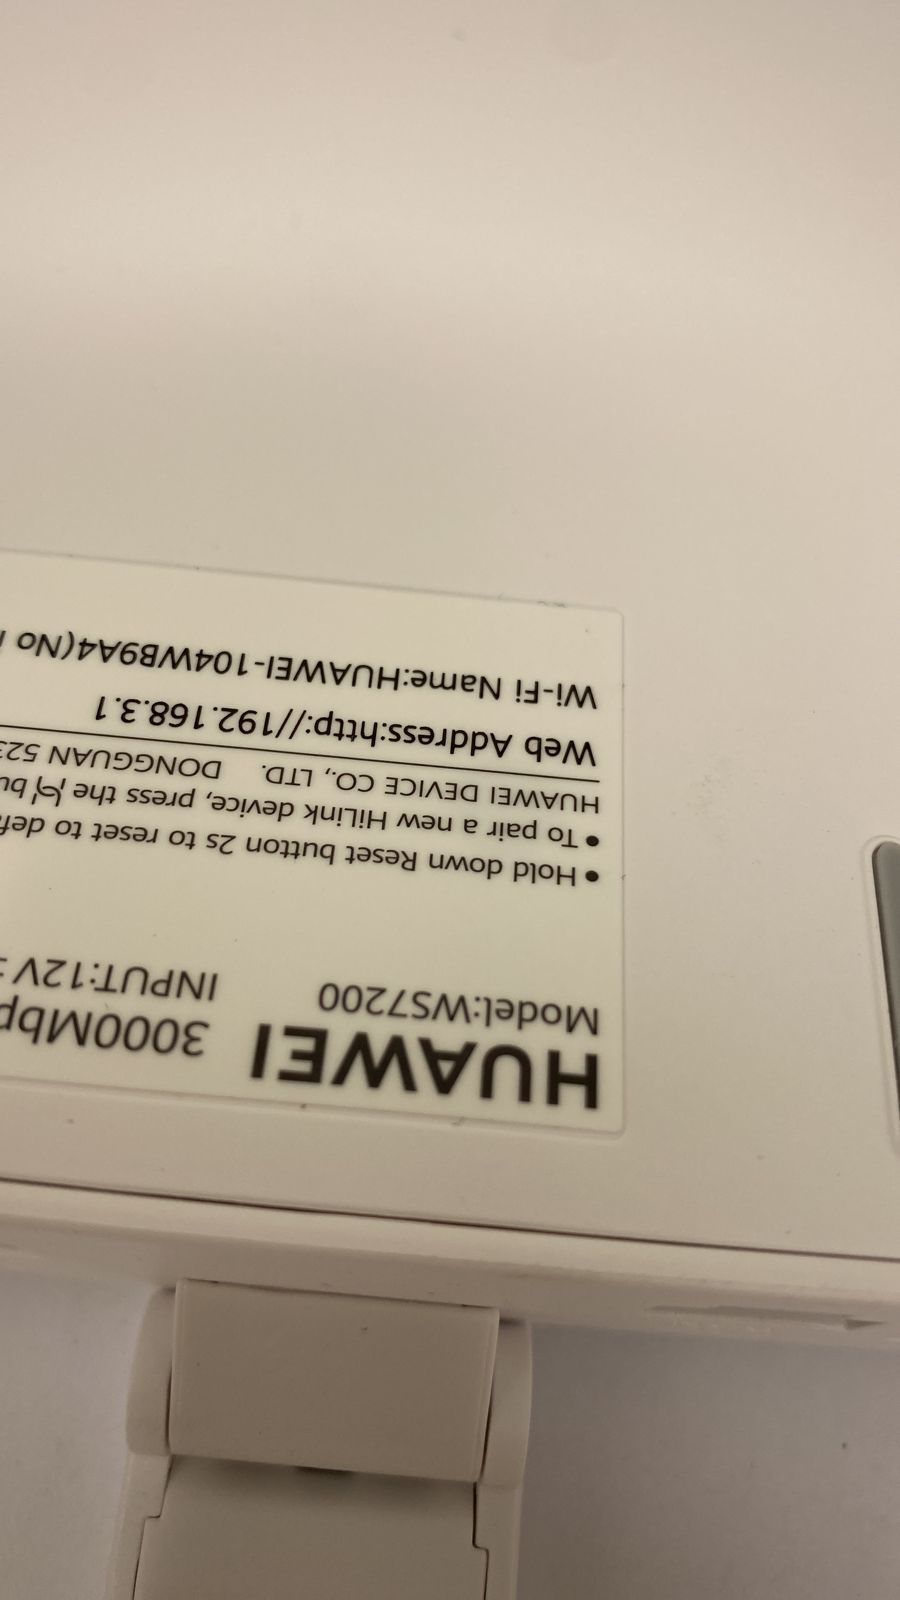 HUAWEI 3000Mbp
Model:WS7200 INPUT:12V
• Hold down Reset button 2s to reset to def
• To pair a new HiLink device, press the bu
HUAWEI DEVICE CO., LTD. DONGGUAN 523
Web Address:http://192.168.3.1
Wi-Fi Name:HUAWEI-104WB9A4(No